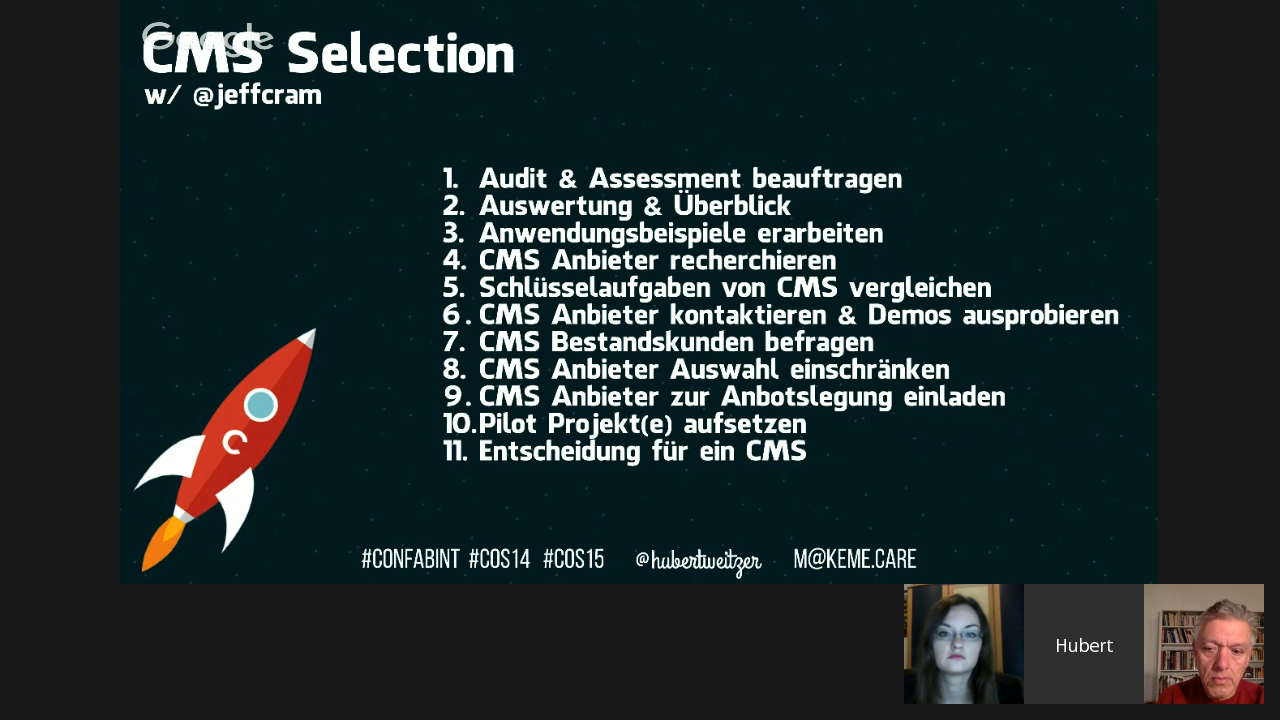 Google
CMS Selection
w/ @jeffcram
1. Audit & Assessment beauftragen
2. Auswertung & Überblick
3. Anwendungsbeispiele erarbeiten
4. CMS Anbieter recherchieren
5. Schlüsselaufgaben von CMS vergleichen
6. CMS Anbieter kontaktieren & Demos ausprobieren
7. CMS Bestandskunden befragen
8. CMS Anbieter Auswahl einschränken
9. CMS Anbieter zur Anbotslegung einladen
10.Pilot Projekt(e) aufsetzen
11. Entscheidung für ein CMS
C
#CONFABINT #COS14 #COS15 @hubertweitzer M@KEME.CARE
Hubert